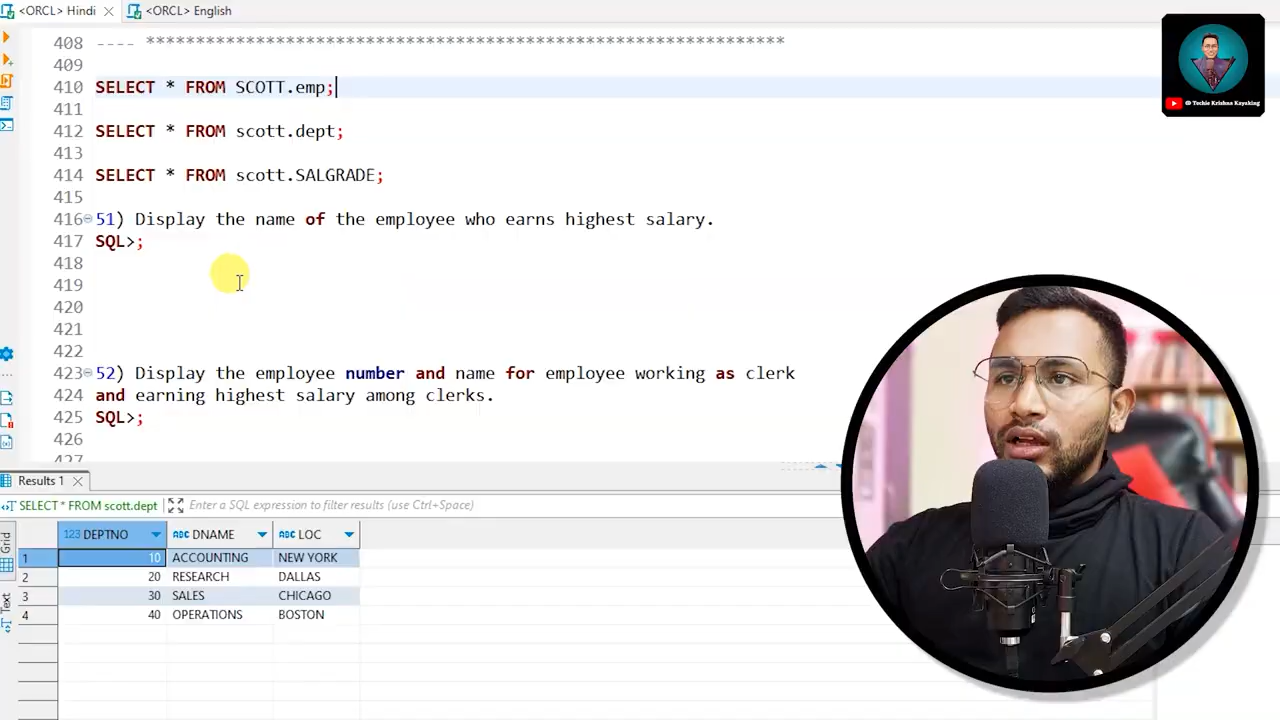 <ORCL> Hindi
<ORCL> English
408 ---- ****************************************************************
409
410 SELECT * FROM SCOTT.emp;
411
412 SELECT * FROM scott.dept;
413
414 SELECT * FROM scott.SALGRADE;
415
416 51) Display the name of the employee who earns highest salary.
417 SQL>;
418
419
420
421
422
423 52) Display the employee number and name for employee working as clerk
424 and earning highest salary among clerks.
425 SQL>;
426
427
Techie Krishna Kayaking
Results 1
SELECT * FROM scott.dept Enter a SQL expression to filter results (use Ctrl+Space)
Grid
Text
123 DEPTNO ABC DNAME ABC LOC
1 10 ACCOUNTING NEW YORK
2 20 RESEARCH DALLAS
3 30 SALES CHICAGO
4 40 OPERATIONS BOSTON